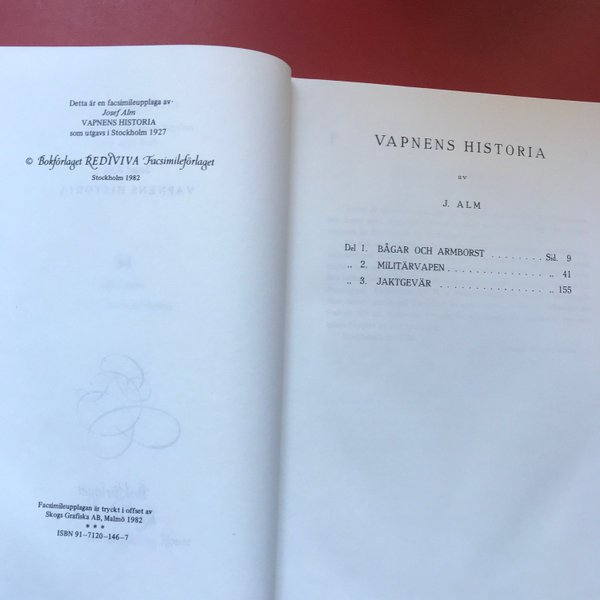 Detta är en facsimileupplaga av
Josef Alm
VAPNENS HISTORIA
som utgavs i Stockholm 1927
© Bokförlaget REDIVIVA Facsimileförlaget
Stockholm 1982
Facsimileupplagan är tryckt i offset av
Skogs Grafiska AB, Malmö 1982
* * *
ISBN 91-7120-146-7
VAPNENS HISTORIA
av
J. ALM
Del 1. BÅGAR OCH ARMBORST ........ Sid. 9
„ 2. MILITÄRVAPEN .............. „ 41
„ 3. JAKTGEVÄR ............... „ 155